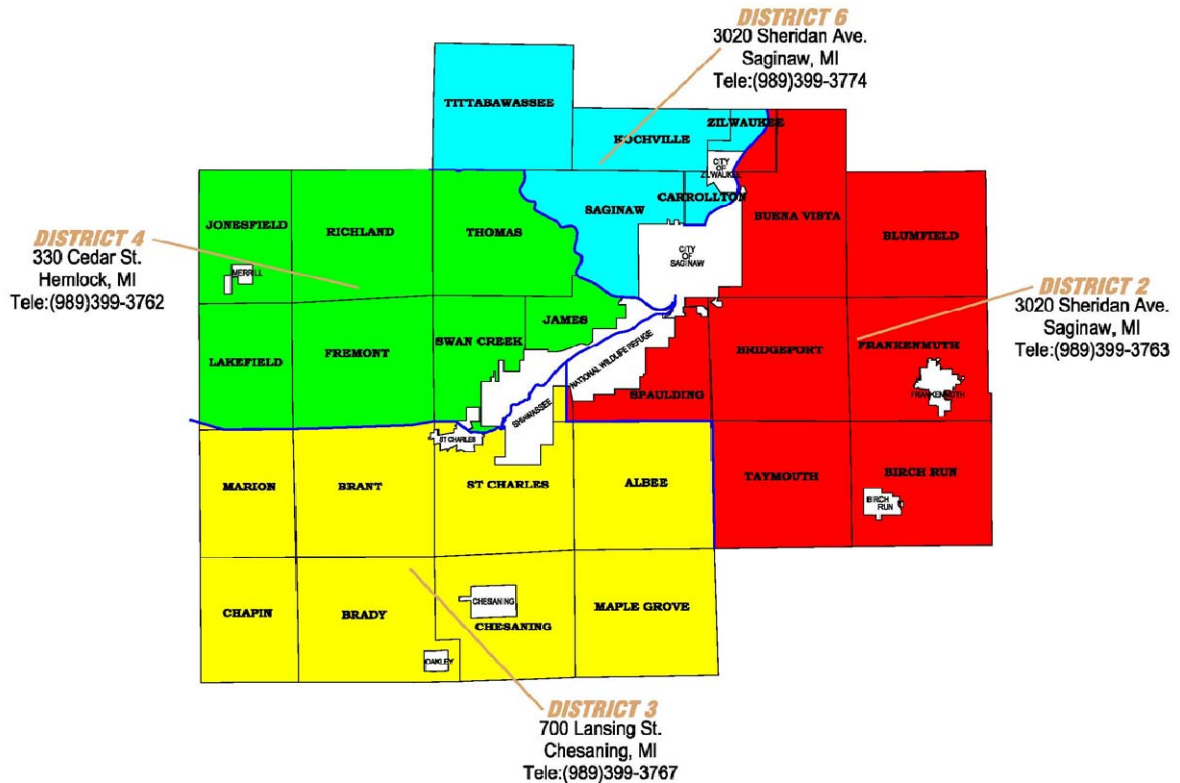 DISTRICT 6
3020 Sheridan Ave.
Saginaw, MI
Tele:(989)399-3774
TITTABAWASSEE
KOCHVILLE
ZILWAUKEE
CITY
OF
ZILWAUKEE
JONESFIELD
RICHLAND
THOMAS
SAGINAW
CARROLLTON
BUENA VISTA
BLUMFIELD
DISTRICT 4
330 Cedar St.
Hemlock, MI
Tele:(989)399-3762
MERRILL
CITY
OF
SAGINAW
DISTRICT 2
3020 Sheridan Ave.
Saginaw, MI
Tele:(989)399-3763
LAKEFIELD
FREMONT
SWAN CREEK
JAMES
NATIONAL WILDLIFE REFUGE
SHIAWASSEE
BRIDGEPORT
FRANKENMUTH
FRANKENMUTH
SPAULDING
ST CHARLES
MARION
BRANT
ST CHARLES
ALBEE
TAYMOUTH
BIRCH RUN
BIRCH
RUN
CHAPIN
BRADY
CHESANING
CHESANING
MAPLE GROVE
OAKLEY
DISTRICT 3
700 Lansing St.
Chesaning, MI
Tele:(989)399-3767